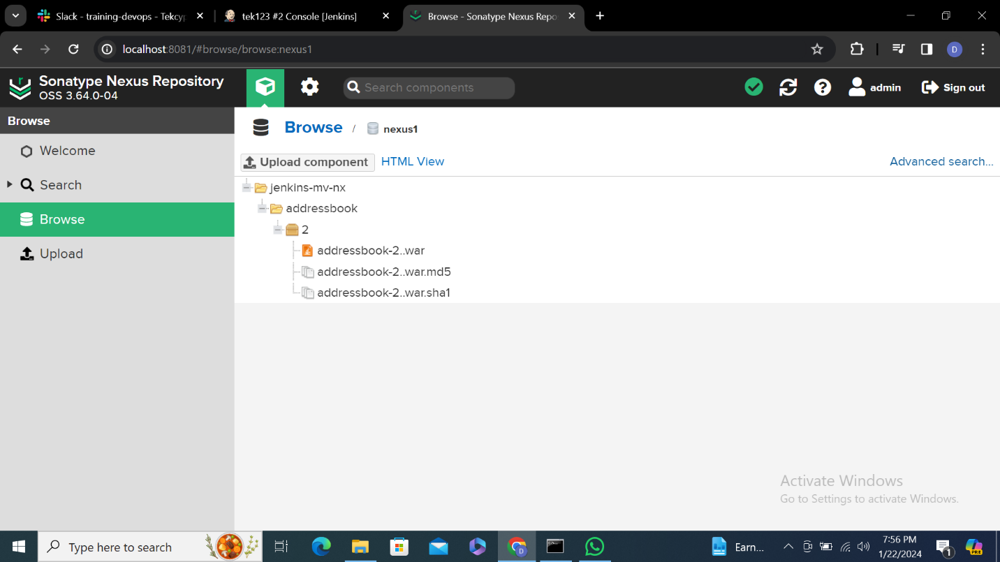 Slack - training-devops - Tekcyp
tek123 #2 Console [Jenkins]
Browse - Sonatype Nexus Repo
localhost:8081/#browse/browse:nexus1
D
Sonatype Nexus Repository
OSS 3.64.0-04
Search components
admin
Sign out
Browse
Welcome
Search
Browse
Upload
Browse / nexus1
Upload component
HTML View
Advanced search...
jenkins-mv-nx
addressbook
2
addressbook-2..war
addressbook-2..war.md5
addressbook-2..war.sha1
Activate Windows
Go to Settings to activate Windows.
Type here to search
D
Earn...
7:56 PM
1/22/2024
1
PRE